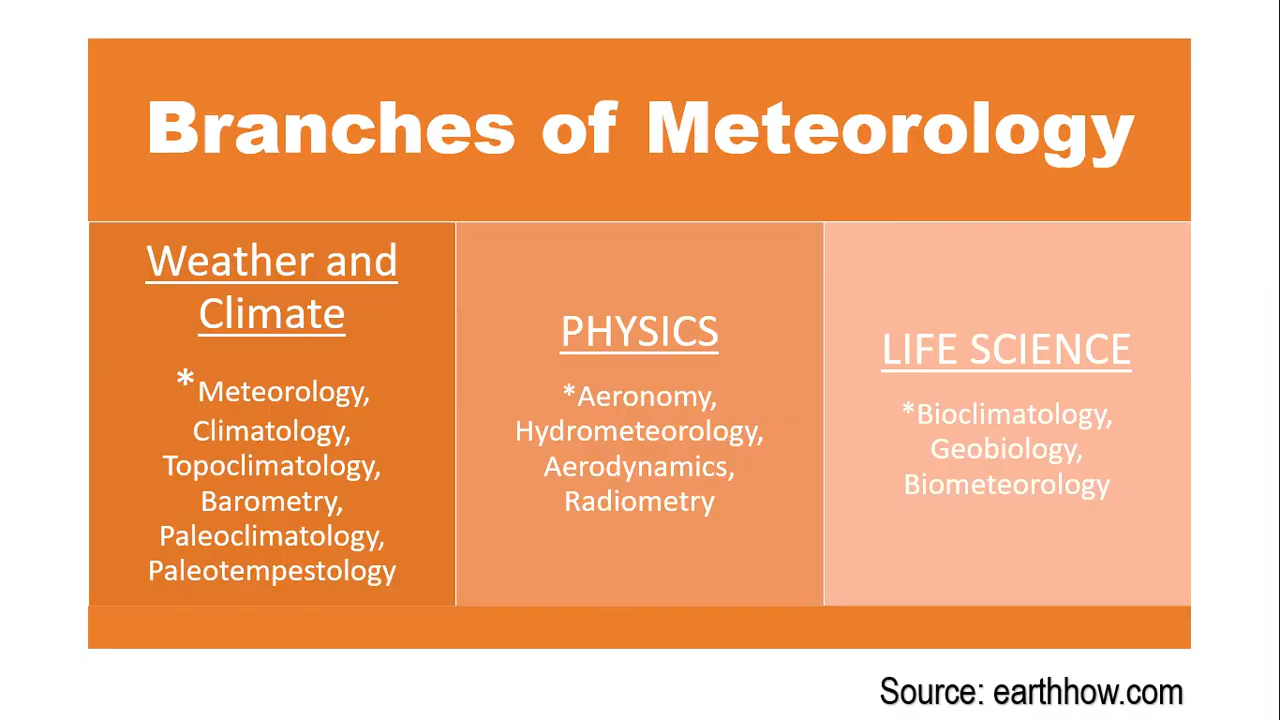 Branches of Meteorology
Weather and
Climate
*Meteorology,
Climatology,
Topoclimatology,
Barometry,
Paleoclimatology,
Paleotempestology
PHYSICS
*Aeronomy,
Hydrometeorology,
Aerodynamics,
Radiometry
LIFE SCIENCE
*Bioclimatology,
Geobiology,
Biometeorology
Source: earthhow.com